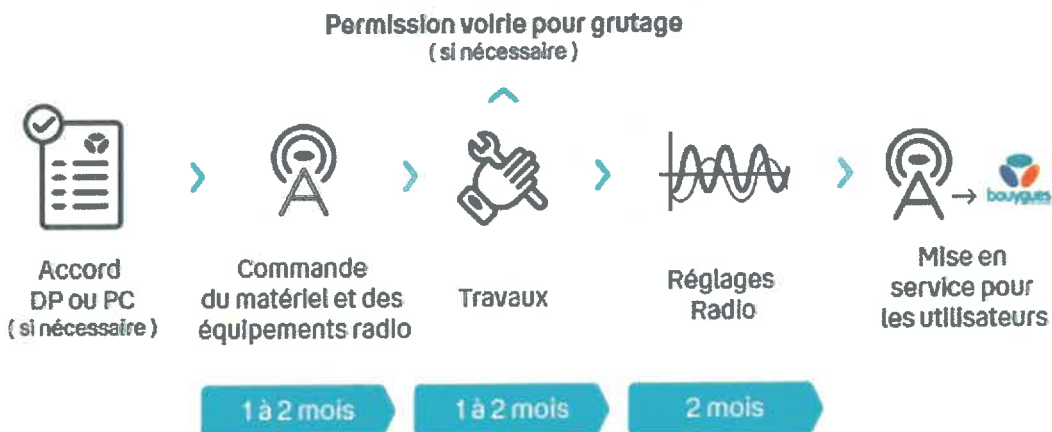 Permission voirie pour grutage
( si nécessaire )
Accord
DP ou PC
( si nécessaire )
Commande
du matériel et des
équipements radio
Travaux
Réglages
Radio
bouygues
Mise en
service pour
les utilisateurs
1 à 2 mois
1 à 2 mois
2 mois